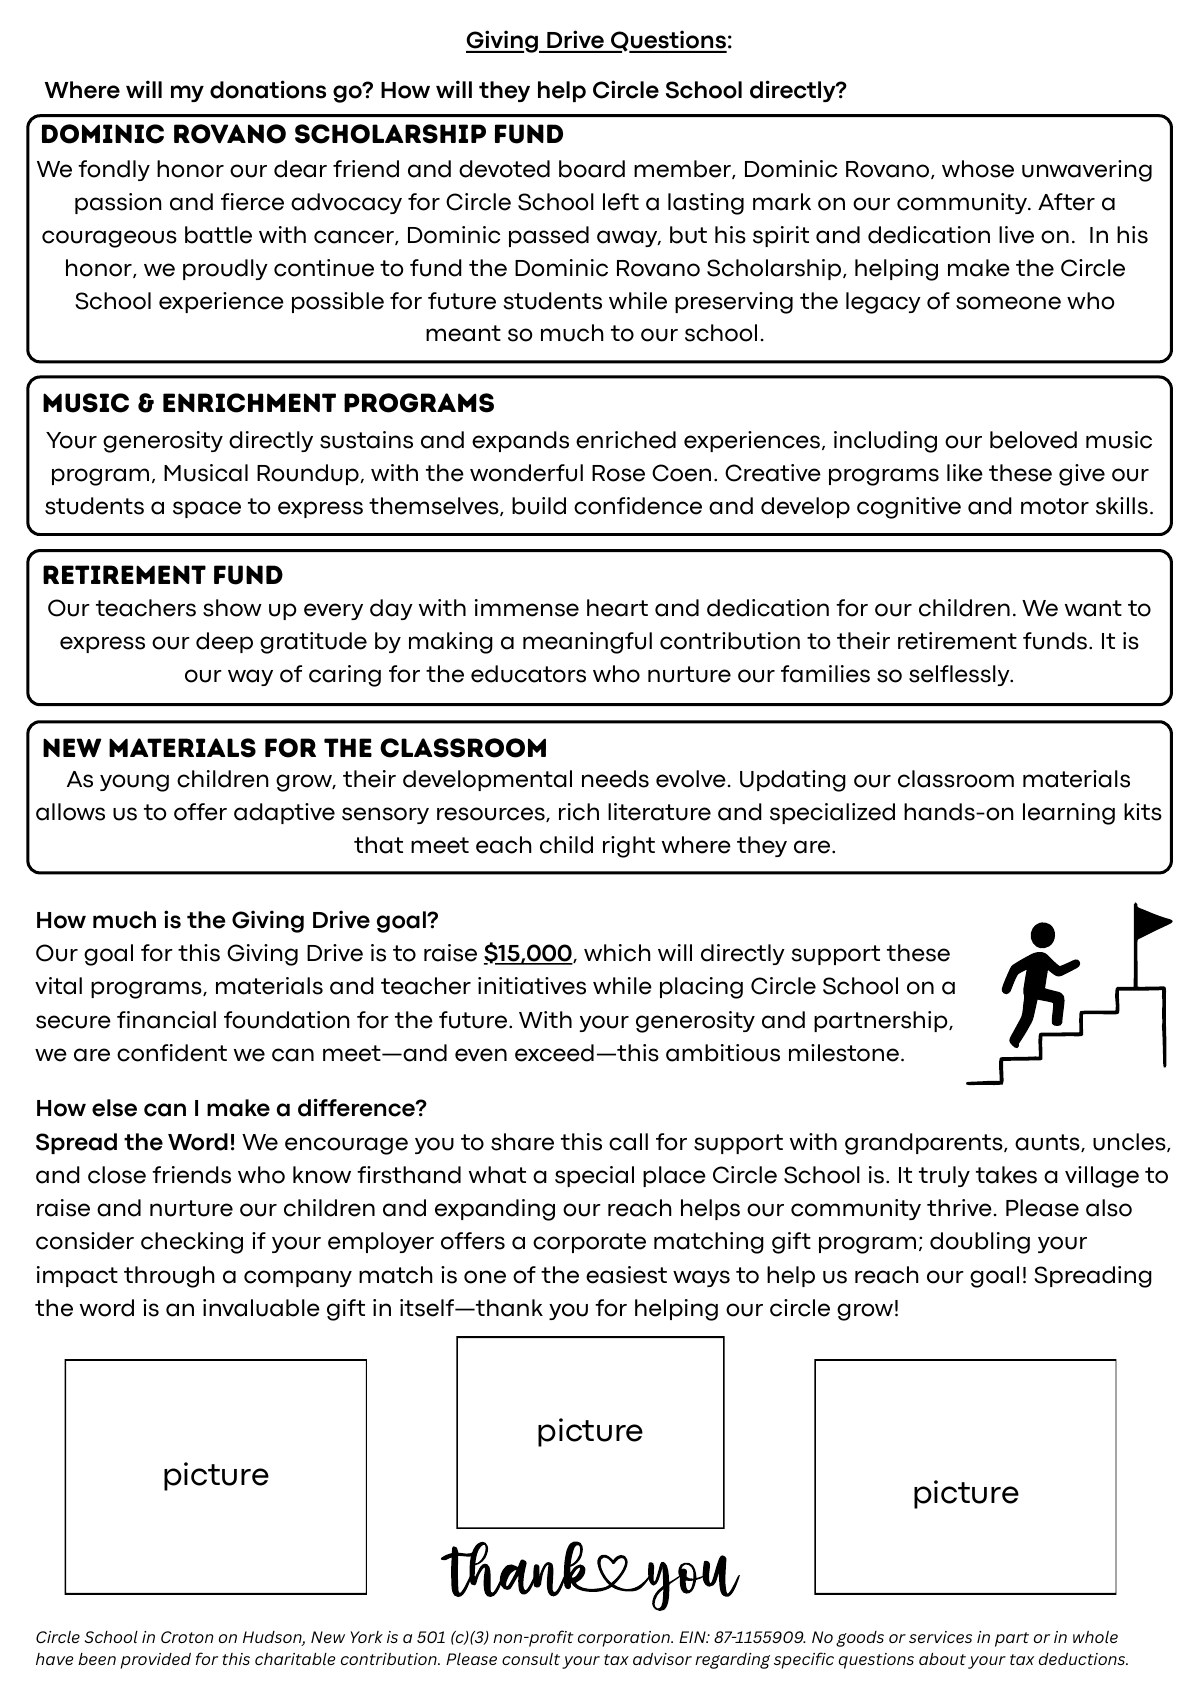 Giving Drive Questions:
Where will my donations go? How will they help Circle School directly?
DOMINIC ROVANO SCHOLARSHIP FUND
We fondly honor our dear friend and devoted board member, Dominic Rovano, whose unwavering
passion and fierce advocacy for Circle School left a lasting mark on our community. After a
courageous battle with cancer, Dominic passed away, but his spirit and dedication live on.  In his
honor, we proudly continue to fund the Dominic Rovano Scholarship, helping make the Circle
School experience possible for future students while preserving the legacy of someone who
meant so much to our school.
MUSIC & ENRICHMENT PROGRAMS
Your generosity directly sustains and expands enriched experiences, including our beloved music
program, Musical Roundup, with the wonderful Rose Coen. Creative programs like these give our
students a space to express themselves, build confidence and develop cognitive and motor skills.
RETIREMENT FUND
Our teachers show up every day with immense heart and dedication for our children. We want to
express our deep gratitude by making a meaningful contribution to their retirement funds. It is
our way of caring for the educators who nurture our families so selflessly.
NEW MATERIALS FOR THE CLASSROOM
As young children grow, their developmental needs evolve. Updating our classroom materials
allows us to offer adaptive sensory resources, rich literature and specialized hands-on learning kits
that meet each child right where they are.
How much is the Giving Drive goal?
Our goal for this Giving Drive is to raise $15,000, which will directly support these
vital programs, materials and teacher initiatives while placing Circle School on a
secure financial foundation for the future. With your generosity and partnership,
we are confident we can meet—and even exceed—this ambitious milestone.
How else can I make a difference?
Spread the Word! We encourage you to share this call for support with grandparents, aunts, uncles,
and close friends who know firsthand what a special place Circle School is. It truly takes a village to
raise and nurture our children and expanding our reach helps our community thrive. Please also
consider checking if your employer offers a corporate matching gift program; doubling your
impact through a company match is one of the easiest ways to help us reach our goal! Spreading
the word is an invaluable gift in itself—thank you for helping our circle grow!
picture
picture
picture
thank you
Circle School in Croton on Hudson, New York is a 501 (c)(3) non-profit corporation. EIN: 87-1155909. No goods or services in part or in whole
have been provided for this charitable contribution. Please consult your tax advisor regarding specific questions about your tax deductions.